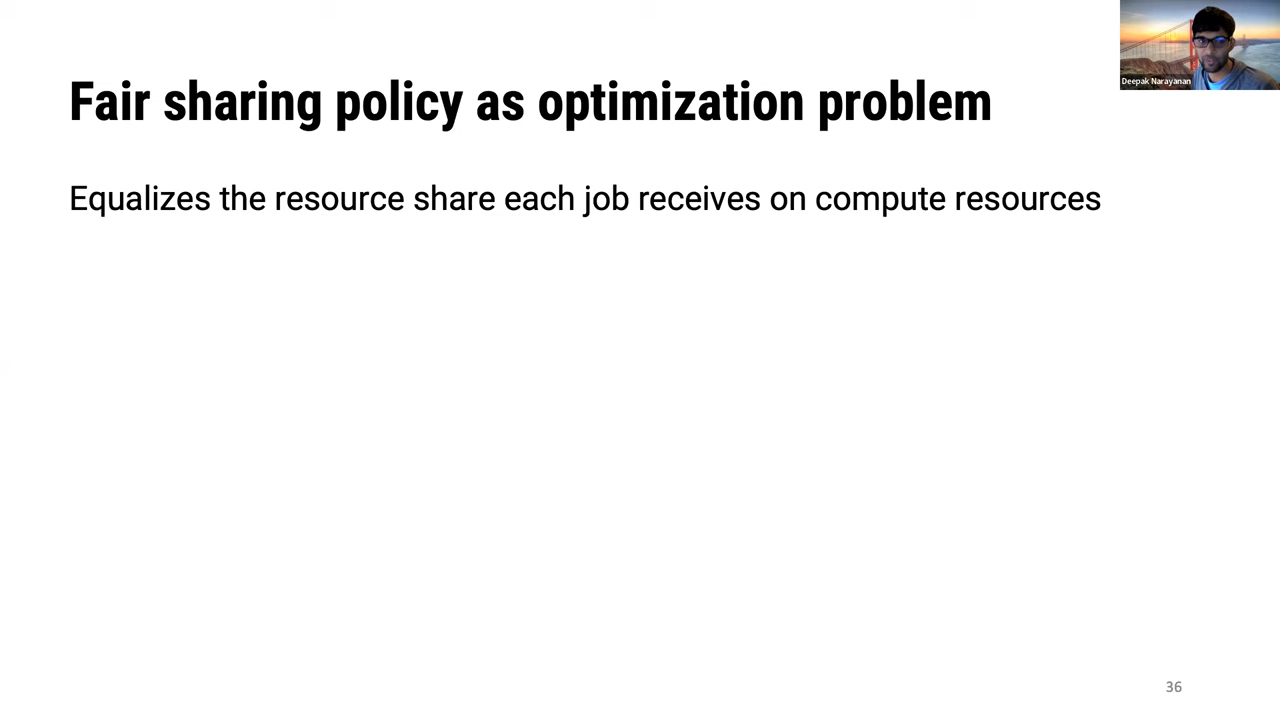 Fair sharing policy as optimization problem
Deepak Narayanan
Equalizes the resource share each job receives on compute resources
36